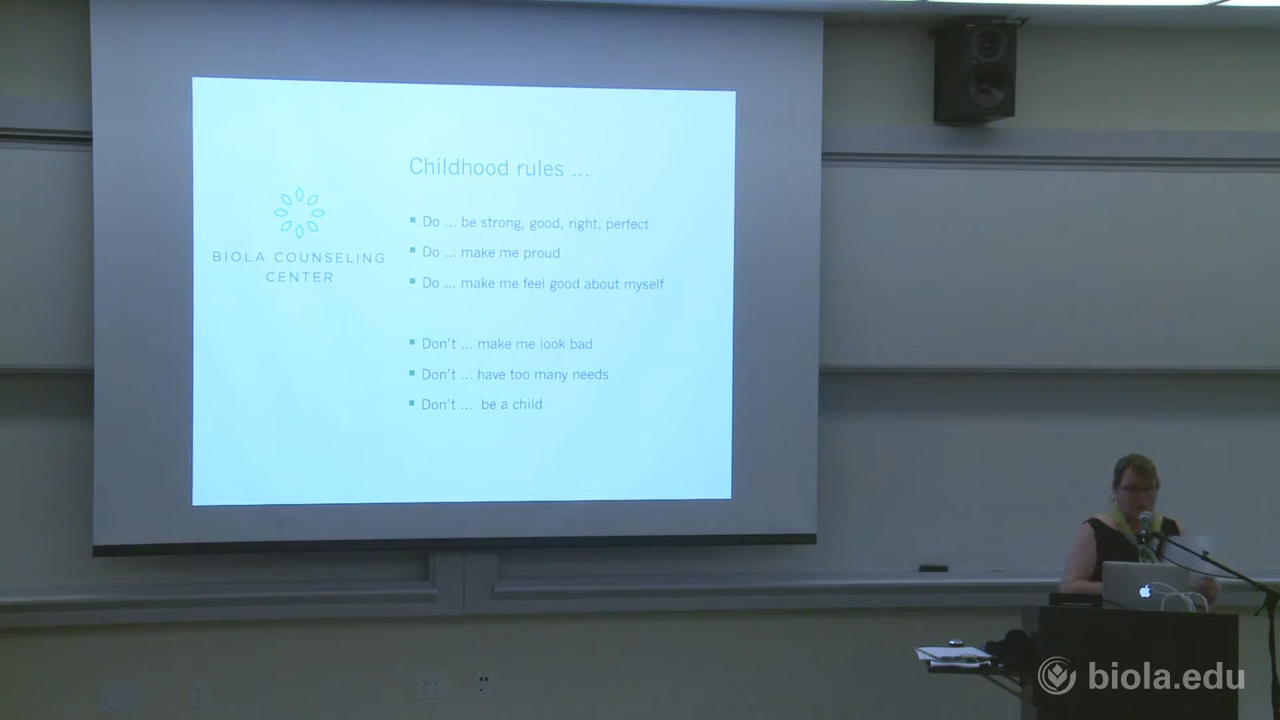 Childhood rules ...
BIOLA COUNSELING
CENTER
▪ Do ... be strong, good, right, perfect
▪ Do ... make me proud
▪ Do ... make me feel good about myself
▪ Don't ... make me look bad
▪ Don't ... have too many needs
▪ Don't ... be a child
biola.edu